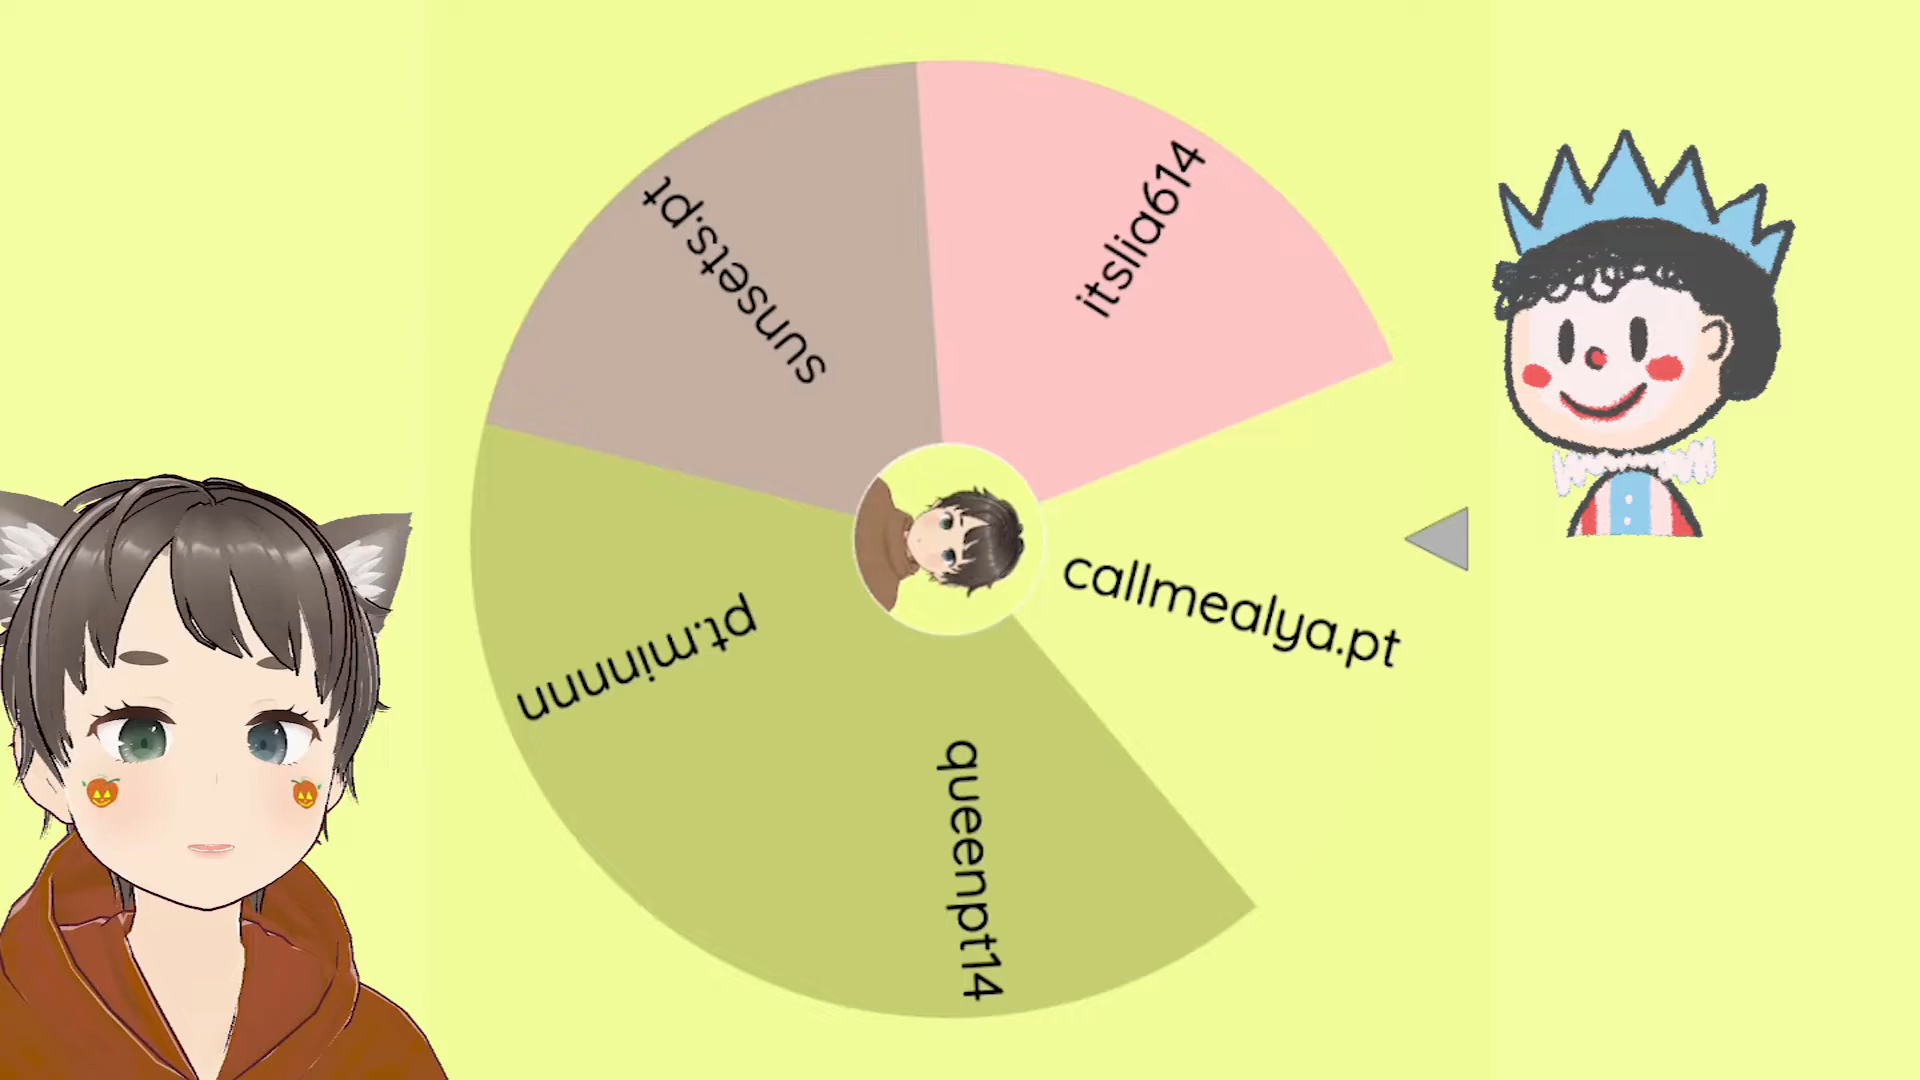 sunsets.pt
itslia614
callmealya.pt
pt.minnnn
queenpt14